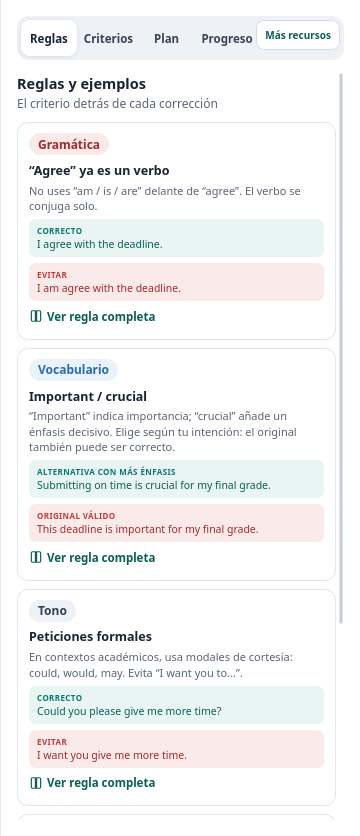 Reglas Criterios Plan Progreso Más recursos
Reglas y ejemplos
El criterio detrás de cada corrección
Gramática
“Agree” ya es un verbo
No uses “am / is / are” delante de “agree”. El verbo se
conjuga solo.
CORRECTO
I agree with the deadline.
EVITAR
I am agree with the deadline.
Ver regla completa
Vocabulario
Important / crucial
“Important” indica importancia; “crucial” añade un
énfasis decisivo. Elige según tu intención: el original
también puede ser correcto.
ALTERNATIVA CON MÁS ÉNFASIS
Submitting on time is crucial for my final grade.
ORIGINAL VÁLIDO
This deadline is important for my final grade.
Ver regla completa
Tono
Peticiones formales
En contextos académicos, usa modales de cortesía:
could, would, may. Evita “I want you to…”.
CORRECTO
Could you please give me more time?
EVITAR
I want you give me more time.
Ver regla completa